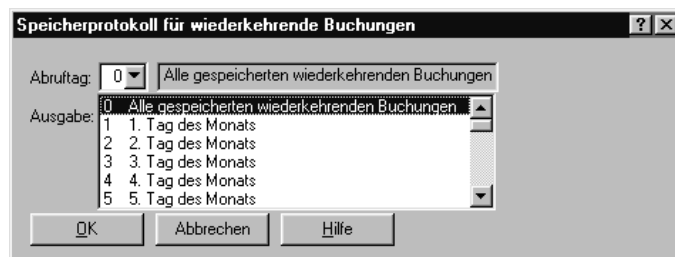 Speicherprotokoll für wiederkehrende Buchungen
Abruftag: 0 Alle gespeicherten wiederkehrenden Buchungen
Ausgabe:
0 Alle gespeicherten wiederkehrenden Buchungen
1 1. Tag des Monats
2 2. Tag des Monats
3 3. Tag des Monats
4 4. Tag des Monats
5 5. Tag des Monats
OK Abbrechen Hilfe